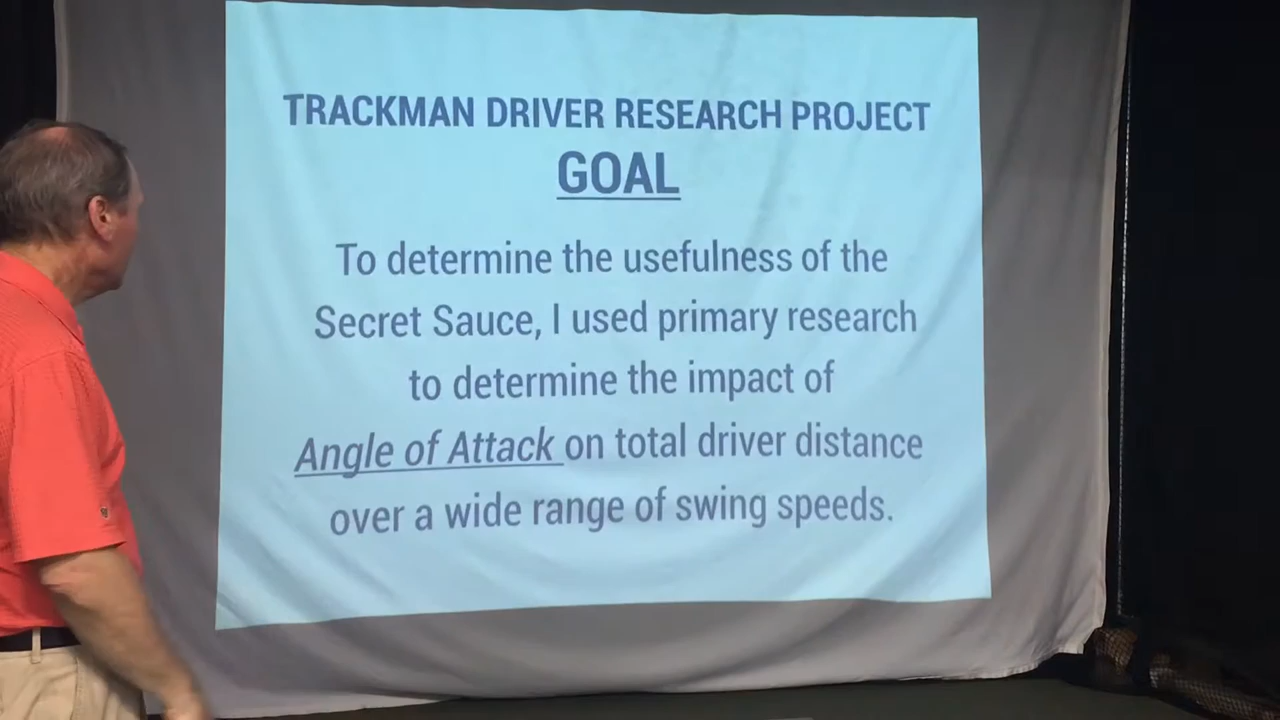 TRACKMAN DRIVER RESEARCH PROJECT
GOAL
To determine the usefulness of the
Secret Sauce, I used primary research
to determine the impact of
Angle of Attack on total driver distance
over a wide range of swing speeds.